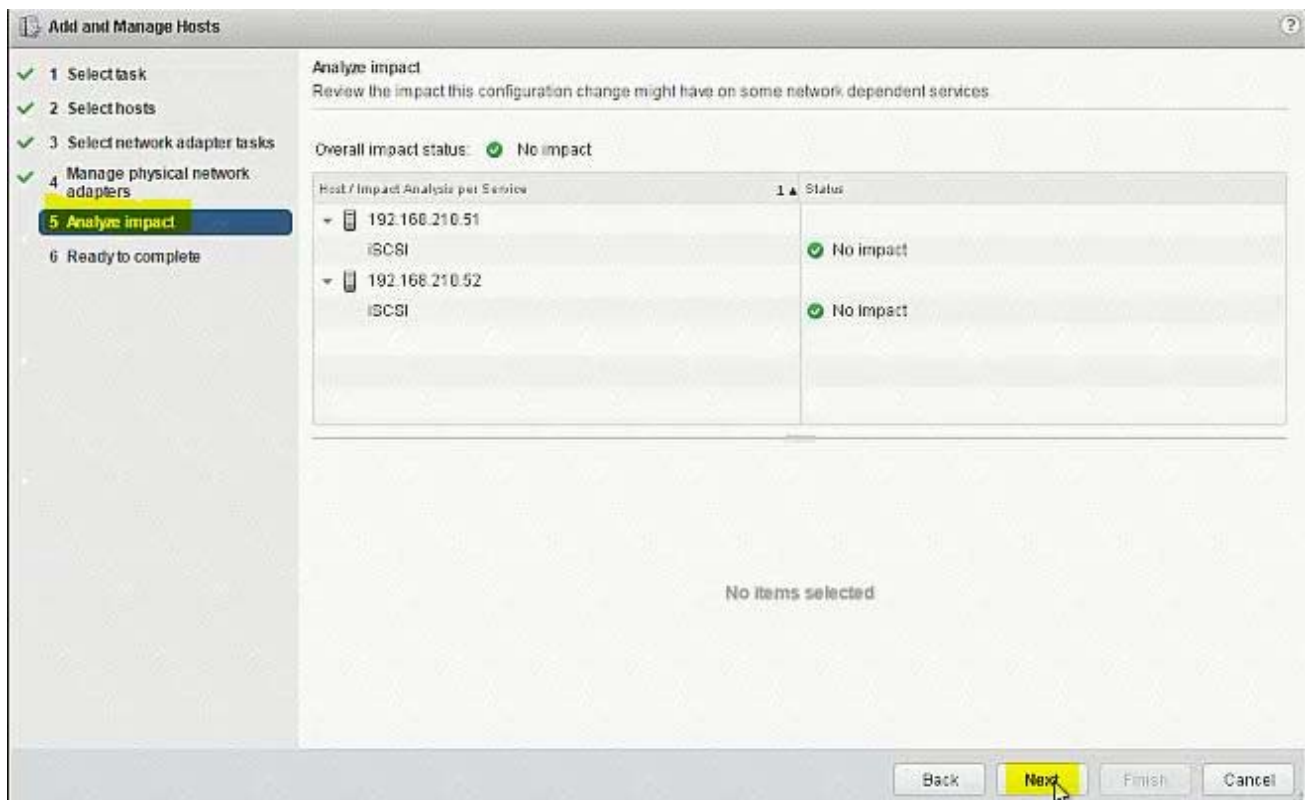 Add and Manage Hosts
1 Select task
2 Select hosts
3 Select network adapter tasks
4 Manage physical network
adapters
5 Analyze impact
6 Ready to complete
Analyze impact
Review the impact this configuration change might have on some network dependent services
Overall impact status: No impact
Host / Impact Analysis per Service 1 ▲ Status
192.168.210.51
iSCSI No impact
192.168.210.52
iSCSI No impact
No items selected
Back Next Finish Cancel